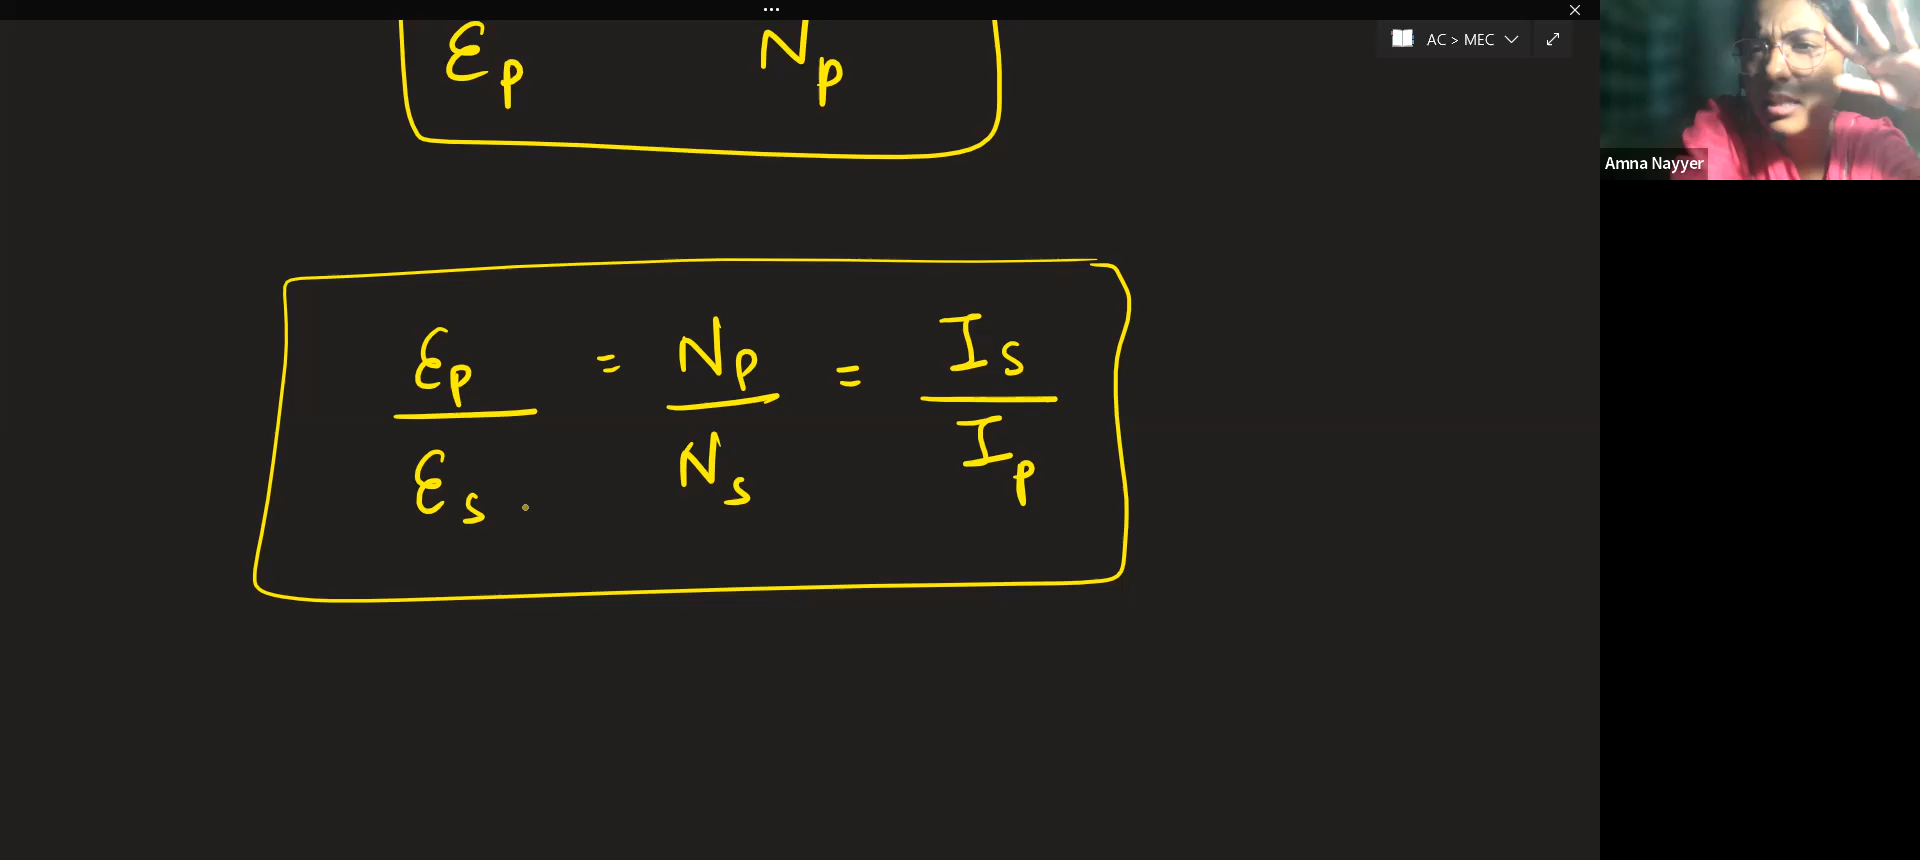 AC > MEC
Ɛp Np
Amna Nayyer
Ɛp = Np = Is
Ɛs . Ns Ip